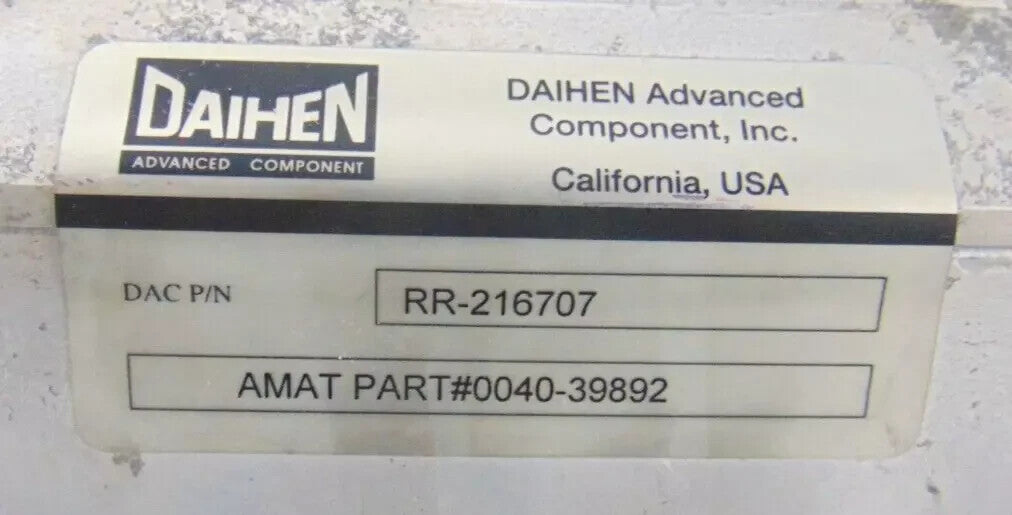 DAIHEN
ADVANCED COMPONENT
DAIHEN Advanced
Component, Inc.
California, USA
DAC P/N
RR-216707
AMAT PART#0040-39892